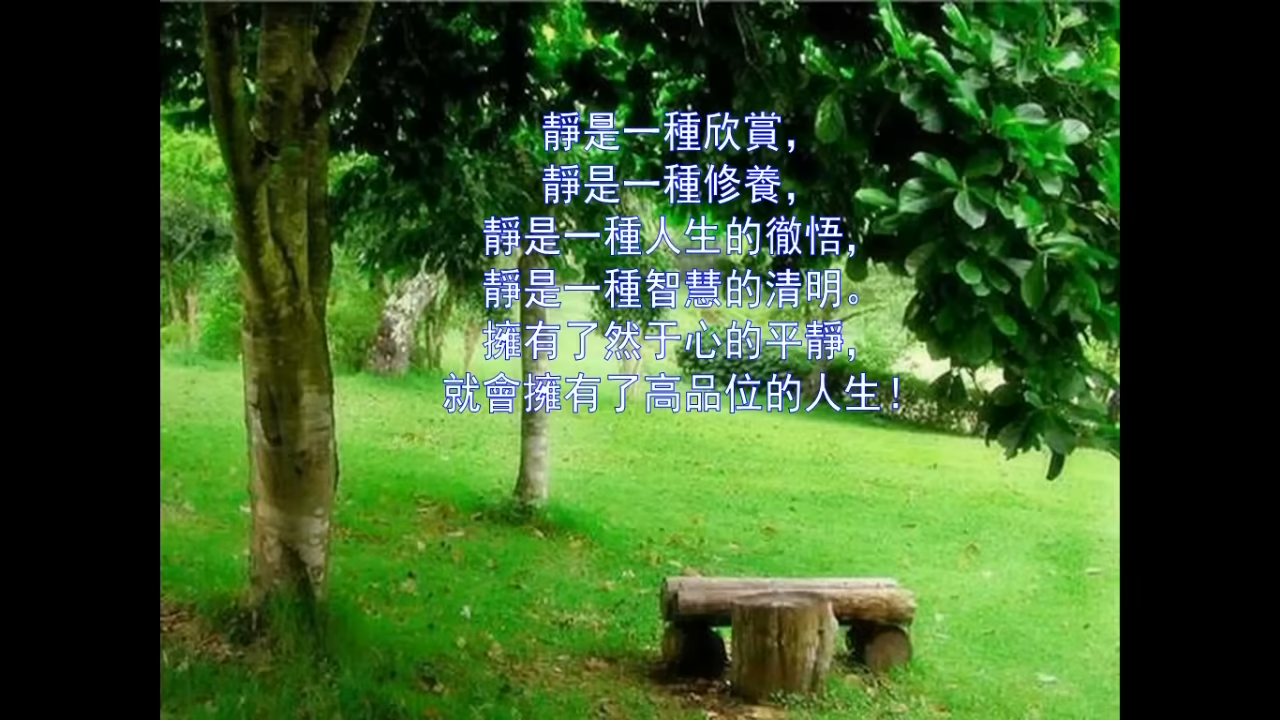 靜是一種欣賞，
靜是一種修養，
靜是一種人生的徹悟，
靜是一種智慧的清明。
擁有了然于心的平靜，
就會擁有了高品位的人生！